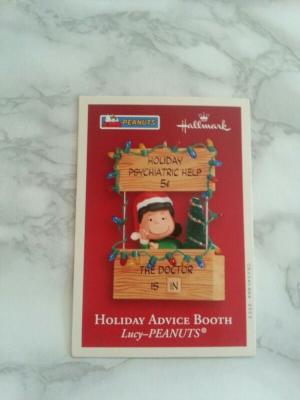 PEANUTS
Hallmark
HOLIDAY
PSYCHIATRIC HELP
5¢
THE DOCTOR
IS IN
HOLIDAY ADVICE BOOTH
Lucy–PEANUTS®